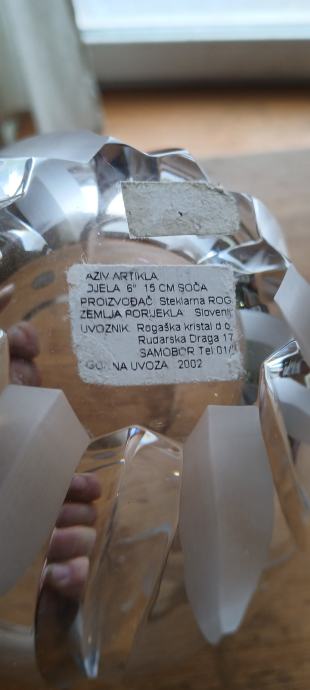 AZIV ARTIKLA
DJELA 6" 15 CM SOČA
PROIZVOĐAČ Steklarna ROG
ZEMLJA PORIJEKLA Sloveni
UVOZNIK Rogaška kristal d o
Rudarska Draga 17
SAMOBOR Tel 01/
NA UVOZA 2002